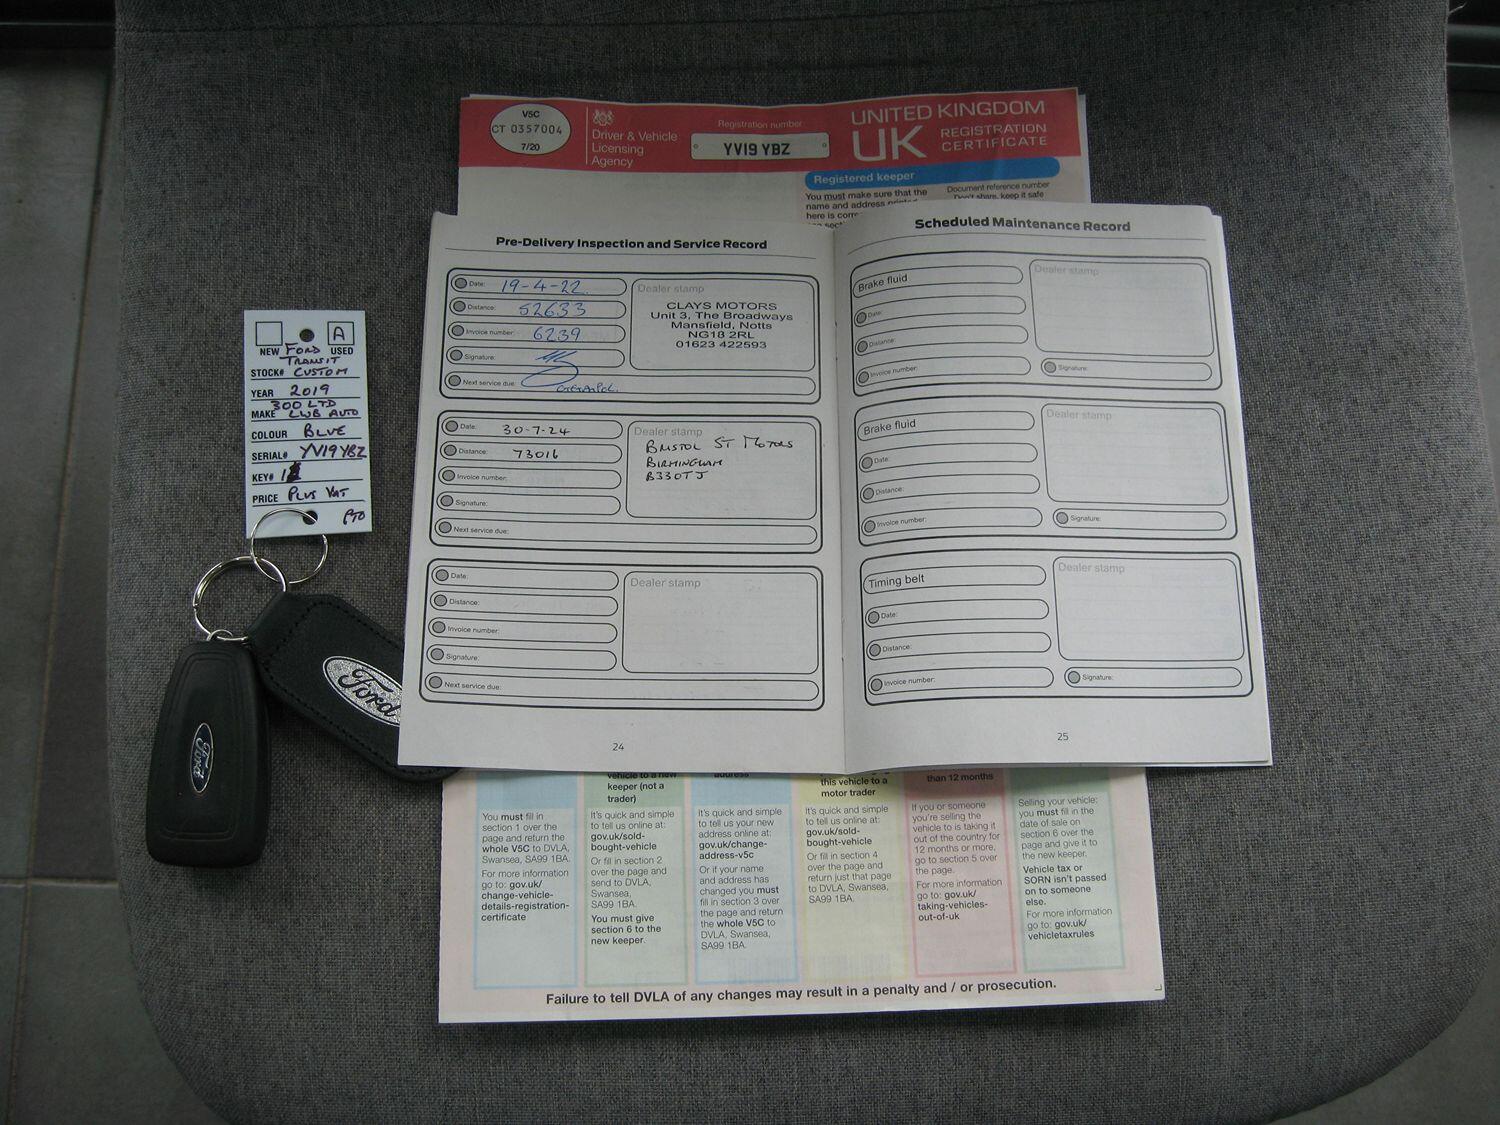 V5C
CT 0357004
7/20
Driver & Vehicle
Licensing
Agency
Registration number
YV19 YBZ
UNITED KINGDOM
UK REGISTRATION
CERTIFICATE
Registered keeper
You must make sure that the
name and address printed
here is
Document reference number
Don't share, keep it safe
Pre-Delivery Inspection and Service Record
Date: 19-4-22
Distance: 52633
Invoice number: 6239
Signature:
Next service due:
Dealer stamp
CLAYS MOTORS
Unit 3, The Broadways
Mansfield, Notts
NG18 2RL
01623 422593
Date: 30-7-24
Distance: 73016
Invoice number:
Signature:
Next service due:
Dealer stamp
BRISTOL ST MOTORS
BIRMINGHAM
B330TJ
Date:
Distance:
Invoice number:
Signature:
Next service due:
Dealer stamp
24
Scheduled Maintenance Record
Brake fluid
Date:
Distance:
Invoice number:
Dealer stamp
Signature:
Brake fluid
Date:
Distance:
Invoice number:
Dealer stamp
Signature:
Timing belt
Date:
Distance:
Invoice number:
Dealer stamp
Signature:
25
A
NEW FORD USED
TRANSIT
STOCK# CUSTOM
YEAR 2019
300 LTD
MAKE LWB AUTO
COLOUR BLUE
SERIAL# YV19YBZ
KEY# 1
PRICE PLUS VAT
PTO
Ford
Ford
You must fill in
section 1 over the
page and return the
whole V5C to DVLA,
Swansea, SA99 1BA.
For more information
go to: gov.uk/
change-vehicle-
details-registration-
certificate
vehicle to a new
keeper (not a
trader)
It's quick and simple
to tell us online at:
gov.uk/sold-
bought-vehicle
Or fill in section 2
over the page and
send to DVLA,
Swansea,
SA99 1BA.
You must give
section 6 to the
new keeper.
address
It's quick and simple
to tell us your new
address online at:
gov.uk/change-
address-v5c
Or if your name
and address has
changed you must
fill in section 3 over
the page and return
the whole V5C to
DVLA, Swansea,
SA99 1BA.
this vehicle to a
motor trader
It's quick and simple
to tell us online at:
gov.uk/sold-
bought-vehicle
Or fill in section 4
over the page and
return just that page
to DVLA, Swansea,
SA99 1BA.
than 12 months
If you or someone
you're selling the
vehicle to is taking it
out of the country for
12 months or more,
go to section 5 over
the page.
For more information
go to: gov.uk/
taking-vehicles-
out-of-uk
Selling your vehicle:
you must fill in the
date of sale on
section 6 over the
page and give it to
the new keeper.
Vehicle tax or
SORN isn't passed
on to someone
else.
For more information
go to: gov.uk/
vehicletaxrules
Failure to tell DVLA of any changes may result in a penalty and / or prosecution.